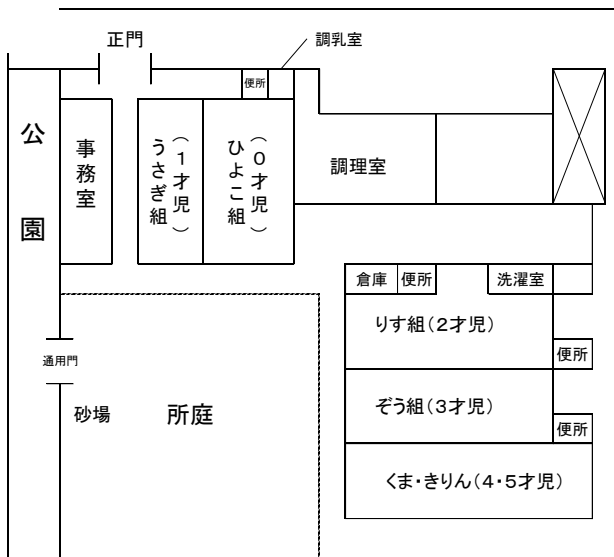 正門
調乳室
便所
公園
事務室
うさぎ組
(1才児)
ひよこ組
(0才児)
調理室
倉庫
便所
洗濯室
りす組(2才児)
便所
通用門
砂場
所庭
ぞう組(3才児)
便所
くま・きりん(4・5才児)